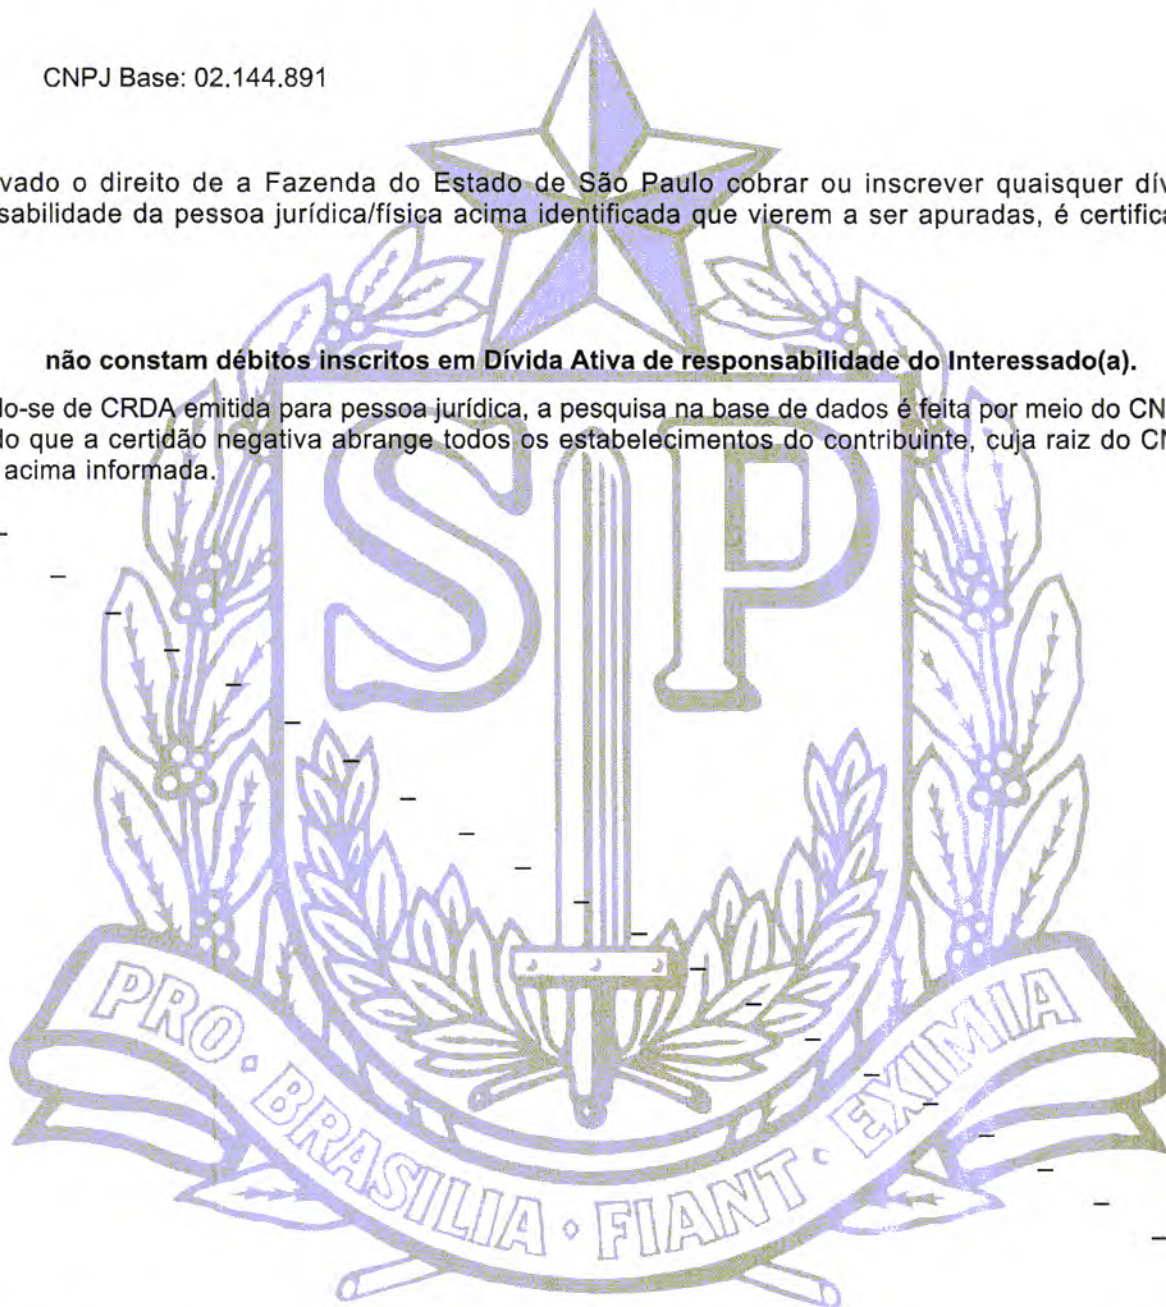 CNPJ Base: 02.144.891
vado o direito de a Fazenda do Estado de São Paulo cobrar ou inscrever quaisquer dív
sabilidade da pessoa jurídica/física acima identificada que vierem a ser apuradas, é certifica
não constam débitos inscritos em Dívida Ativa de responsabilidade do Interessado(a).
do-se de CRDA emitida para pessoa jurídica, a pesquisa na base de dados é feita por meio do CN
do que a certidão negativa abrange todos os estabelecimentos do contribuinte, cuja raiz do CN
acima informada.
SP
PRO · BRASILIA · FIANT · EXIMIA